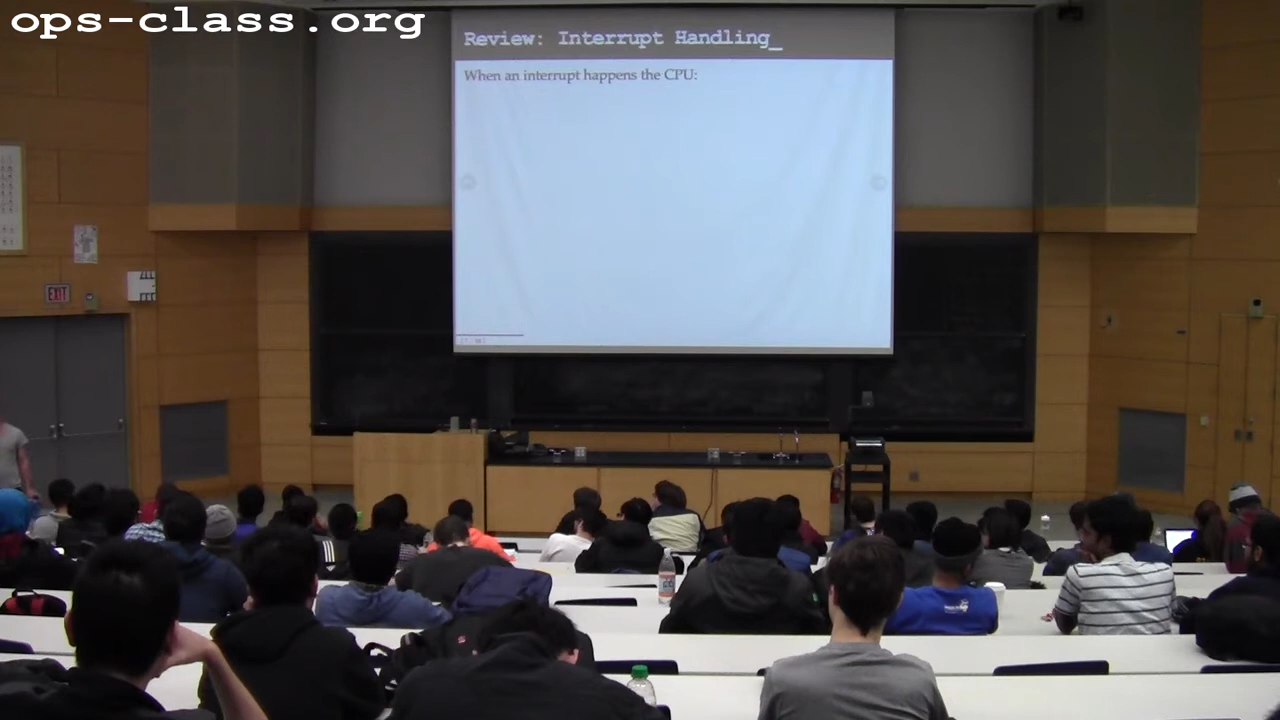 ops-class.org
Review: Interrupt Handling_
When an interrupt happens the CPU:
EXIT